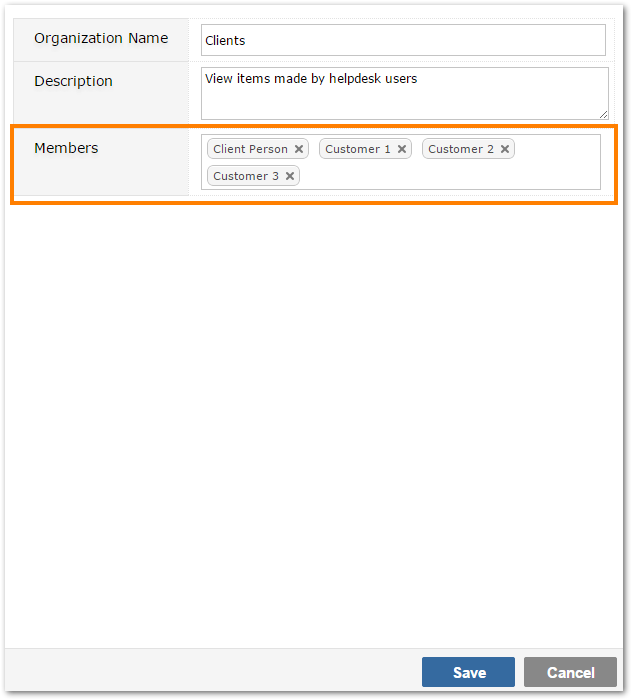 Organization Name
Clients
Description
View items made by helpdesk users
Members
Client Person Customer 1 Customer 2
Customer 3
Save Cancel